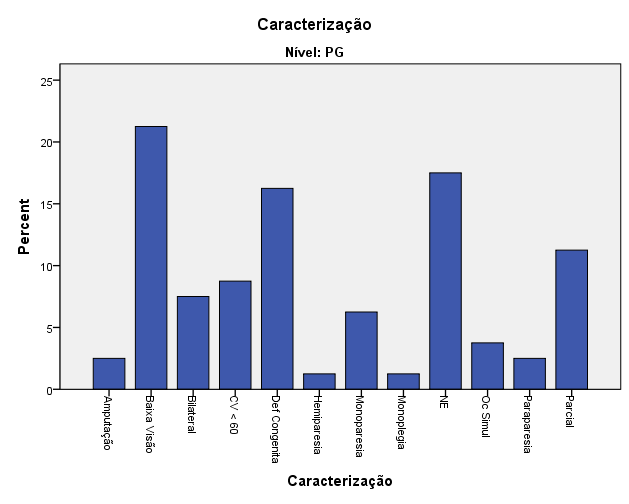 Caracterização
Nível: PG
Percent
25
20
15
10
5
0
Amputação
Baixa Visão
Bilateral
CV < 60
Def Congenita
Hemiparesia
Monoparesia
Monoplegia
NE
Oc Simul
Paraparesia
Parcial
Caracterização